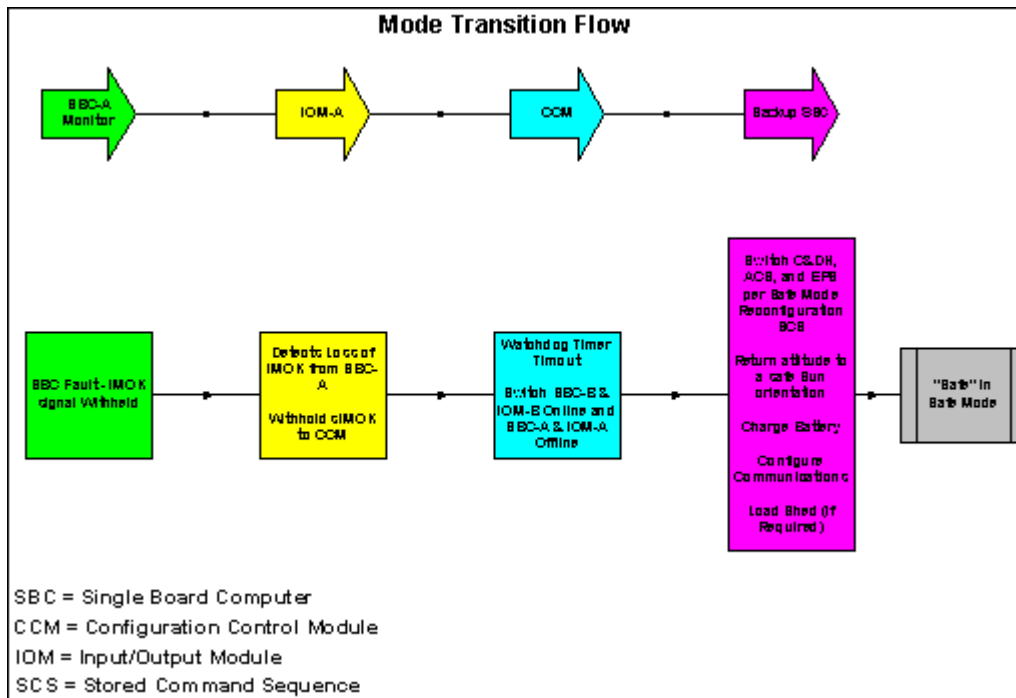 Mode Transition Flow
SBC-A
Monitor
IOM-A
CCM
Backup SBC
SBC Fault - IMOK
signal Withheld
Detects Loss of
IMOK from SBC-
A
Withhold cIMOK
to CCM
Watchdog Timer
Timeout
Switch SBC-B &
IOM-B Online and
SBC-A & IOM-A
Offline
Switch C&DH,
ACS, and EPS
per Safe Mode
Reconfiguration
SCS
Return attitude to
a safe Sun
orientation
Charge Battery
Configure
Communications
Load Shed (if
Required)
"Safe" in
Safe Mode
SBC = Single Board Computer
CCM = Configuration Control Module
IOM = Input/Output Module
SCS = Stored Command Sequence